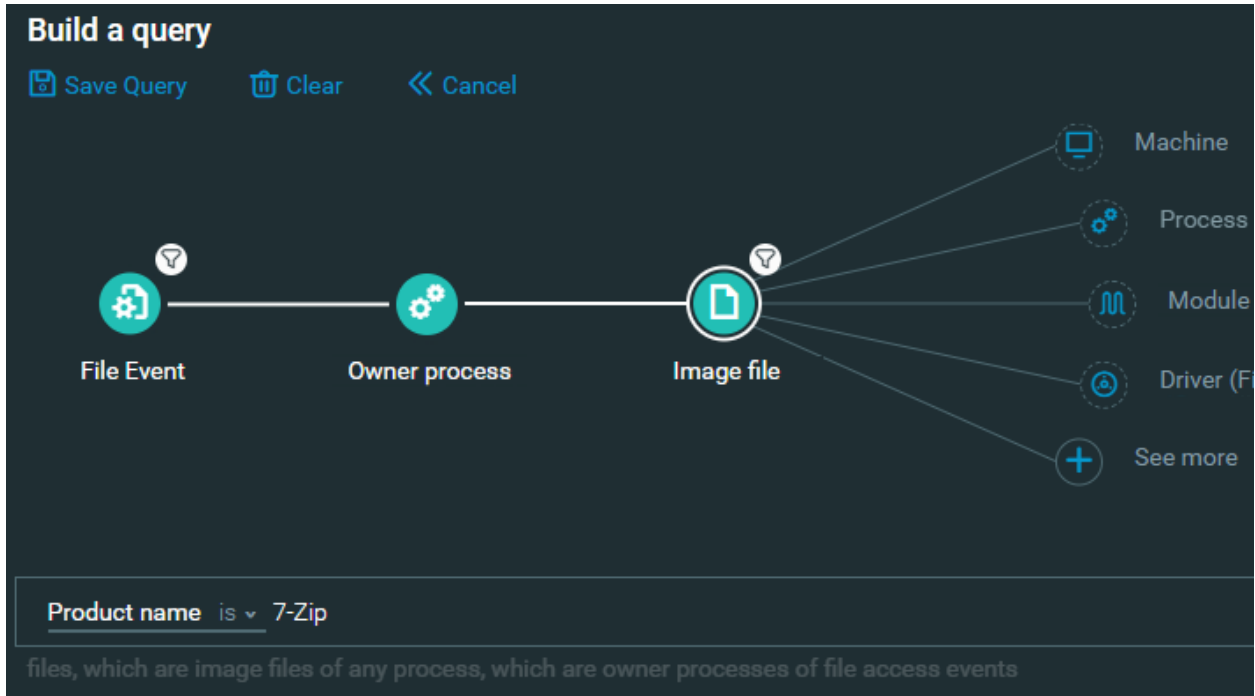 Build a query
Save Query Clear Cancel
Machine
Process
Module
Driver (Fi
See more
File Event Owner process Image file
Product name is 7-Zip
files, which are image files of any process, which are owner processes of file access events